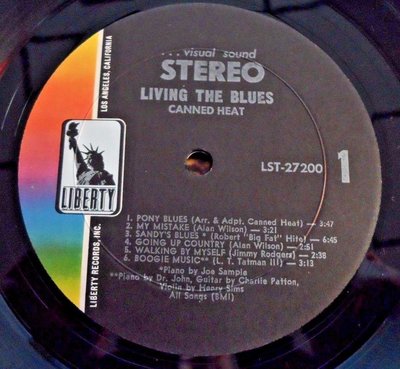 ...visual sound
STEREO
LIVING THE BLUES
CANNED HEAT
LST-27200
1
1. PONY BLUES (Arr. & Adpt. Canned Heat) — 3:47
2. MY MISTAKE (Alan Wilson) — 3:21
3. SANDY'S BLUES * (Robert "Big Fat" Hite) — 6:45
4. GOING UP COUNTRY (Alan Wilson) — 2:51
5. WALKING BY MYSELF (Jimmy Rodgers) — 2:38
6. BOOGIE MUSIC** (L. T. Tatman III) — 3:13
*Piano by Joe Sample
**Piano by Dr. John, Guitar by Charlie Patton,
Violin by Henry Sims
All Songs (BMI)
LIBERTY
LIBERTY RECORDS, INC.
LOS ANGELES, CALIFORNIA